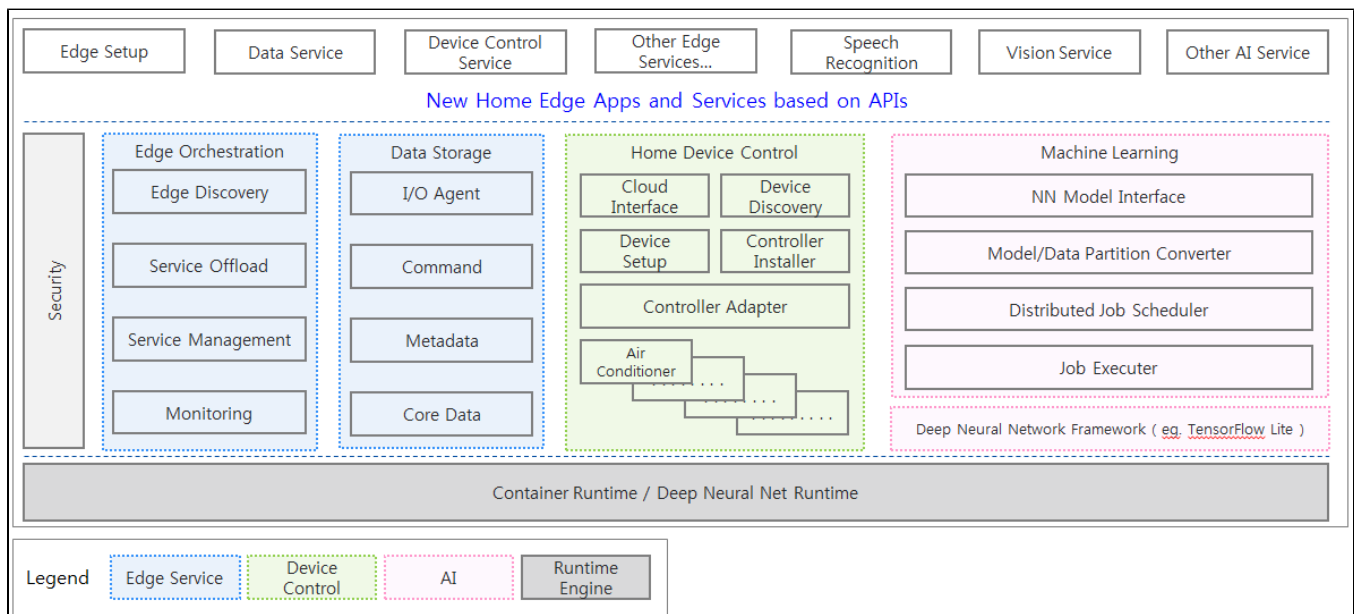 Edge Setup
Data Service
Device Control
Service
Other Edge
Services...
Speech
Recognition
Vision Service
Other AI Service
New Home Edge Apps and Services based on APIs
Security
Edge Orchestration
Edge Discovery
Service Offload
Service Management
Monitoring
Data Storage
I/O Agent
Command
Metadata
Core Data
Home Device Control
Cloud
Interface
Device
Discovery
Device
Setup
Controller
Installer
Controller Adapter
Air
Conditioner
. . . . . . . .
. . . . . . . .
. . . . . . . . .
Machine Learning
NN Model Interface
Model/Data Partition Converter
Distributed Job Scheduler
Job Executer
Deep Neural Network Framework ( eg. TensorFlow Lite )
Container Runtime / Deep Neural Net Runtime
Legend
Edge Service
Device
Control
AI
Runtime
Engine